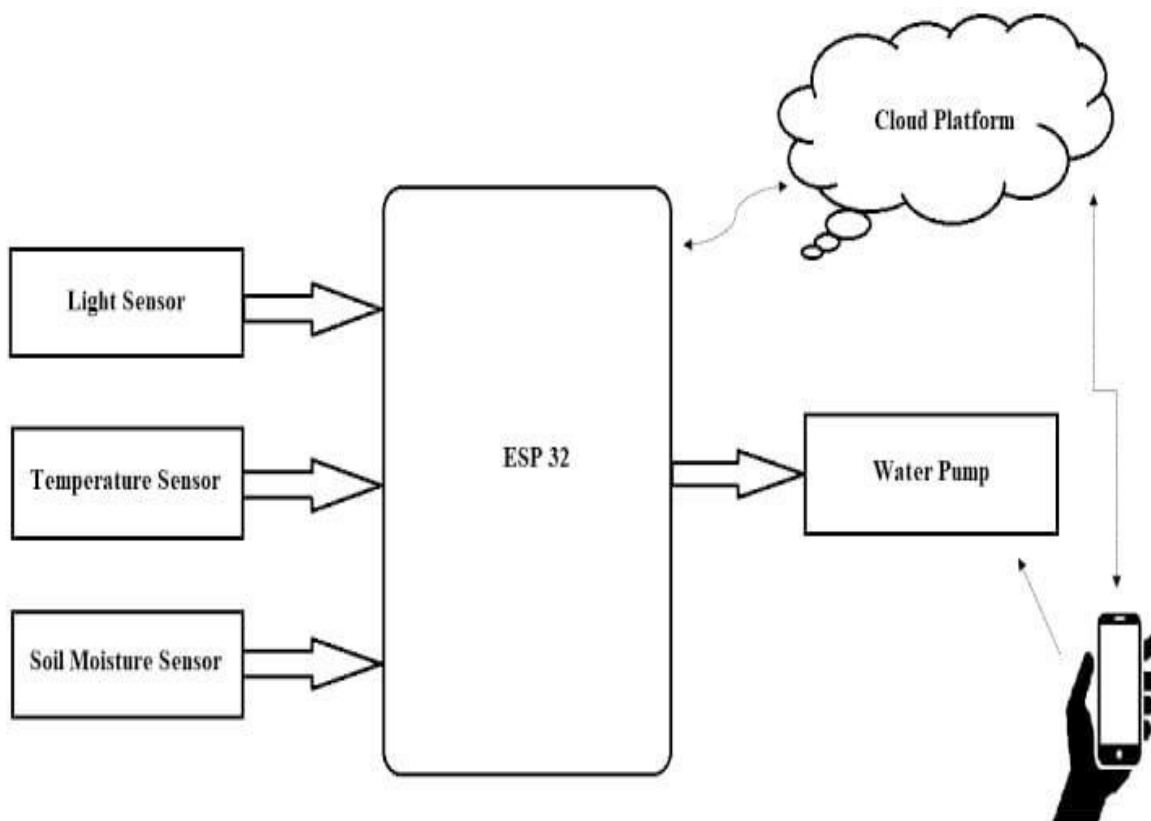 Cloud Platform
Light Sensor
Temperature Sensor
ESP 32
Water Pump
Soil Moisture Sensor